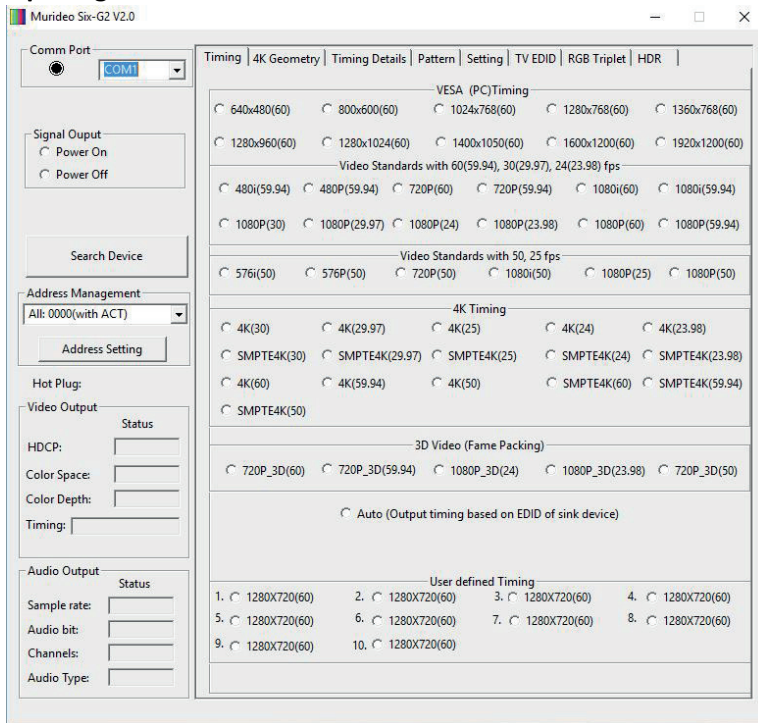 Murideo Six-G2 V2.0
Comm Port
COM1
Signal Ouput
Power On
Power Off
Search Device
Address Management
All: 0000(with ACT)
Address Setting
Hot Plug:
Video Output
Status
HDCP:
Color Space:
Color Depth:
Timing:
Audio Output
Status
Sample rate:
Audio bit:
Channels:
Audio Type:
Timing 4K Geometry Timing Details Pattern Setting TV EDID RGB Triplet HDR
VESA (PC)Timing
640x480(60) 800x600(60) 1024x768(60) 1280x768(60) 1360x768(60)
1280x960(60) 1280x1024(60) 1400x1050(60) 1600x1200(60) 1920x1200(60)
Video Standards with 60(59.94), 30(29.97), 24(23.98) fps
480i(59.94) 480P(59.94) 720P(60) 720P(59.94) 1080i(60) 1080i(59.94)
1080P(30) 1080P(29.97) 1080P(24) 1080P(23.98) 1080P(60) 1080P(59.94)
Video Standards with 50, 25 fps
576i(50) 576P(50) 720P(50) 1080i(50) 1080P(25) 1080P(50)
4K Timing
4K(30) 4K(29.97) 4K(25) 4K(24) 4K(23.98)
SMPTE4K(30) SMPTE4K(29.97) SMPTE4K(25) SMPTE4K(24) SMPTE4K(23.98)
4K(60) 4K(59.94) 4K(50) SMPTE4K(60) SMPTE4K(59.94)
SMPTE4K(50)
3D Video (Fame Packing)
720P_3D(60) 720P_3D(59.94) 1080P_3D(24) 1080P_3D(23.98) 720P_3D(50)
Auto (Output timing based on EDID of sink device)
User defined Timing
1. 1280X720(60) 2. 1280X720(60) 3. 1280X720(60) 4. 1280X720(60)
5. 1280X720(60) 6. 1280X720(60) 7. 1280X720(60) 8. 1280X720(60)
9. 1280X720(60) 10. 1280X720(60)